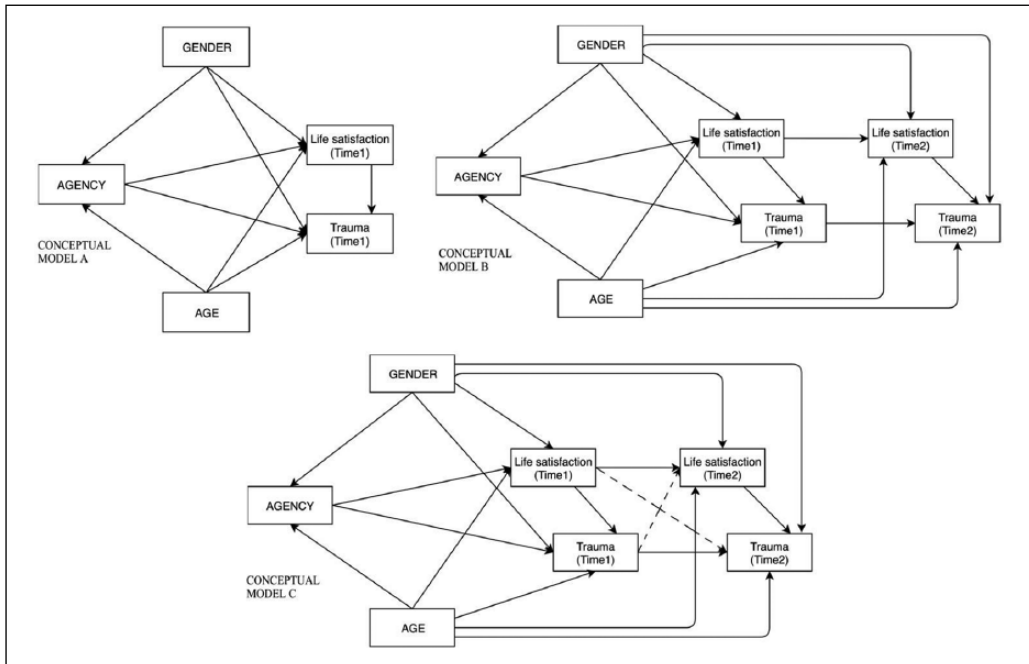 GENDER
Life satisfaction
(Time1)
AGENCY
Trauma
(Time1)
CONCEPTUAL
MODEL A
AGE
GENDER
Life satisfaction
(Time1)
Life satisfaction
(Time2)
AGENCY
Trauma
(Time1)
Trauma
(Time2)
CONCEPTUAL
MODEL B
AGE
GENDER
Life satisfaction
(Time1)
Life satisfaction
(Time2)
AGENCY
Trauma
(Time1)
Trauma
(Time2)
CONCEPTUAL
MODEL C
AGE